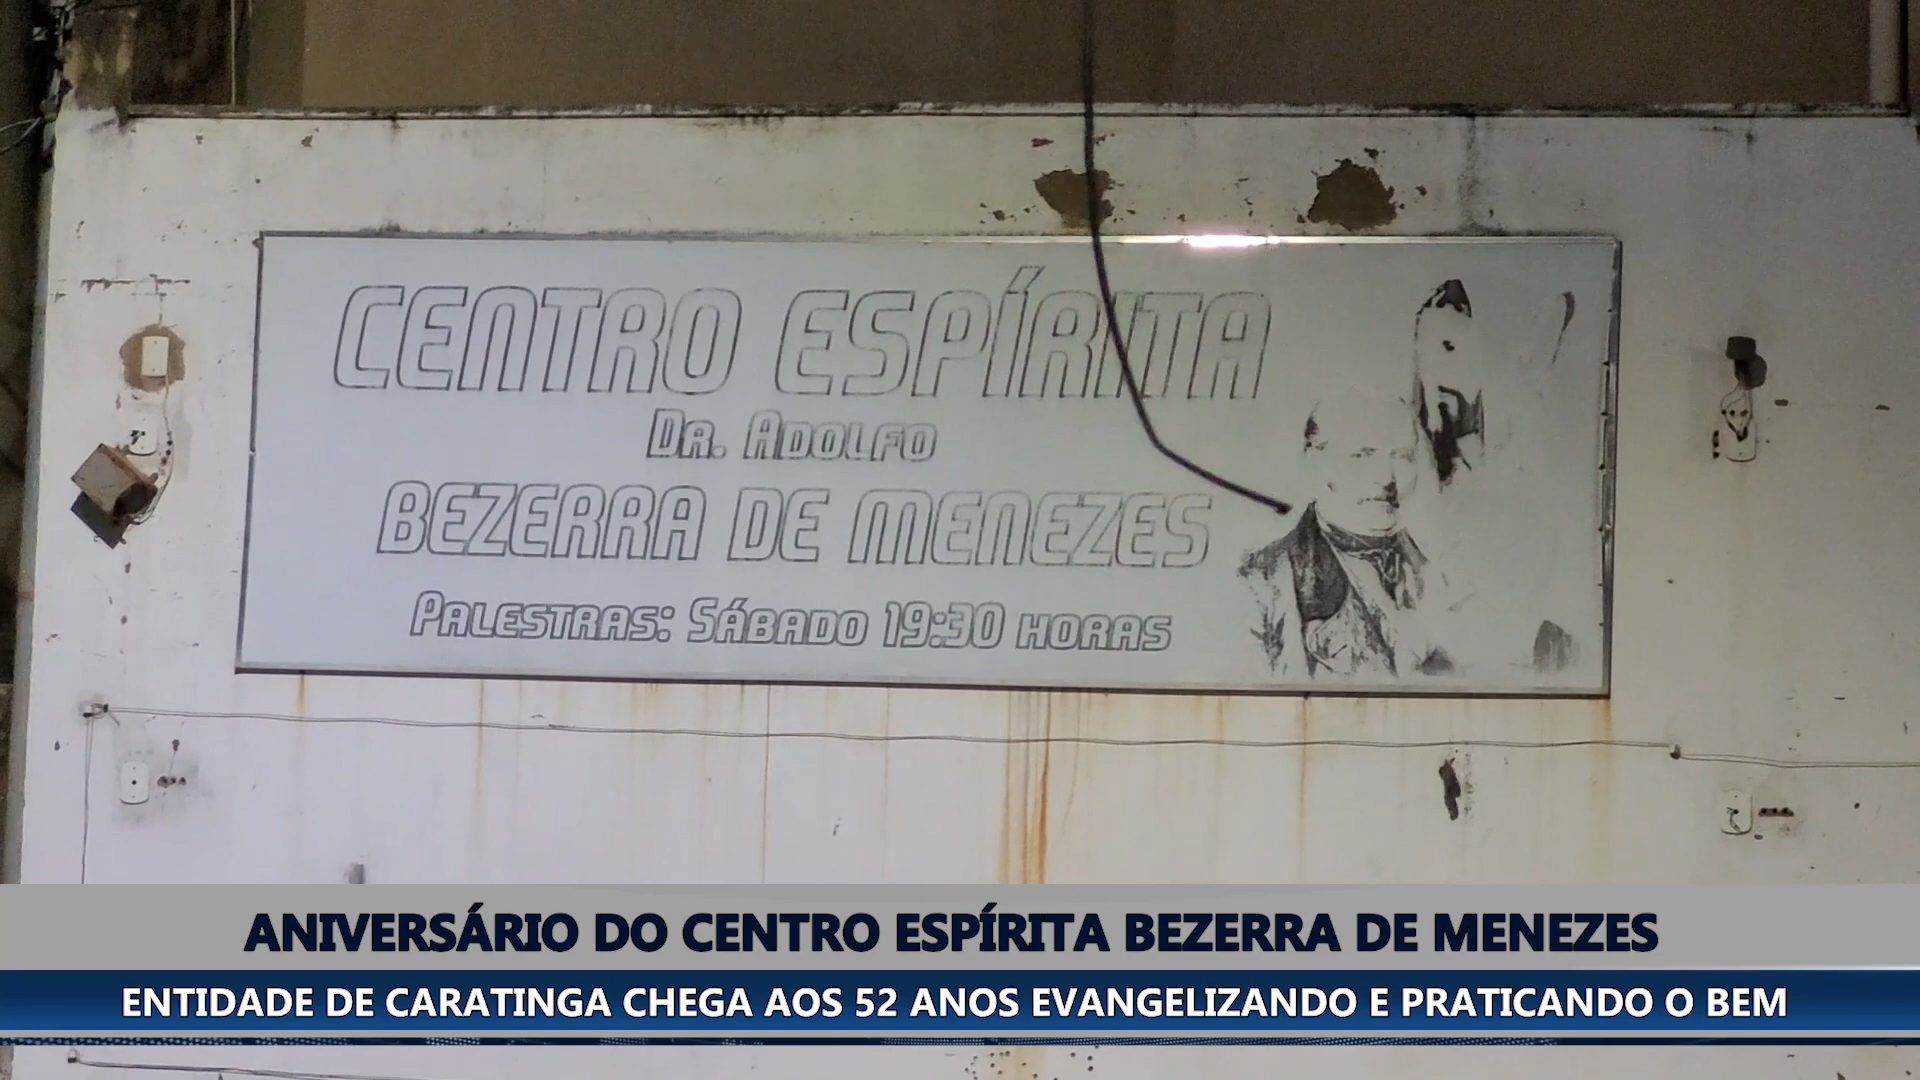 CENTRO ESPÍRITA
DR. ADOLFO
BEZERRA DE MENEZES
PALESTRAS: SÁBADO 19:30 HORAS
ANIVERSÁRIO DO CENTRO ESPÍRITA BEZERRA DE MENEZES
ENTIDADE DE CARATINGA CHEGA AOS 52 ANOS EVANGELIZANDO E PRATICANDO O BEM